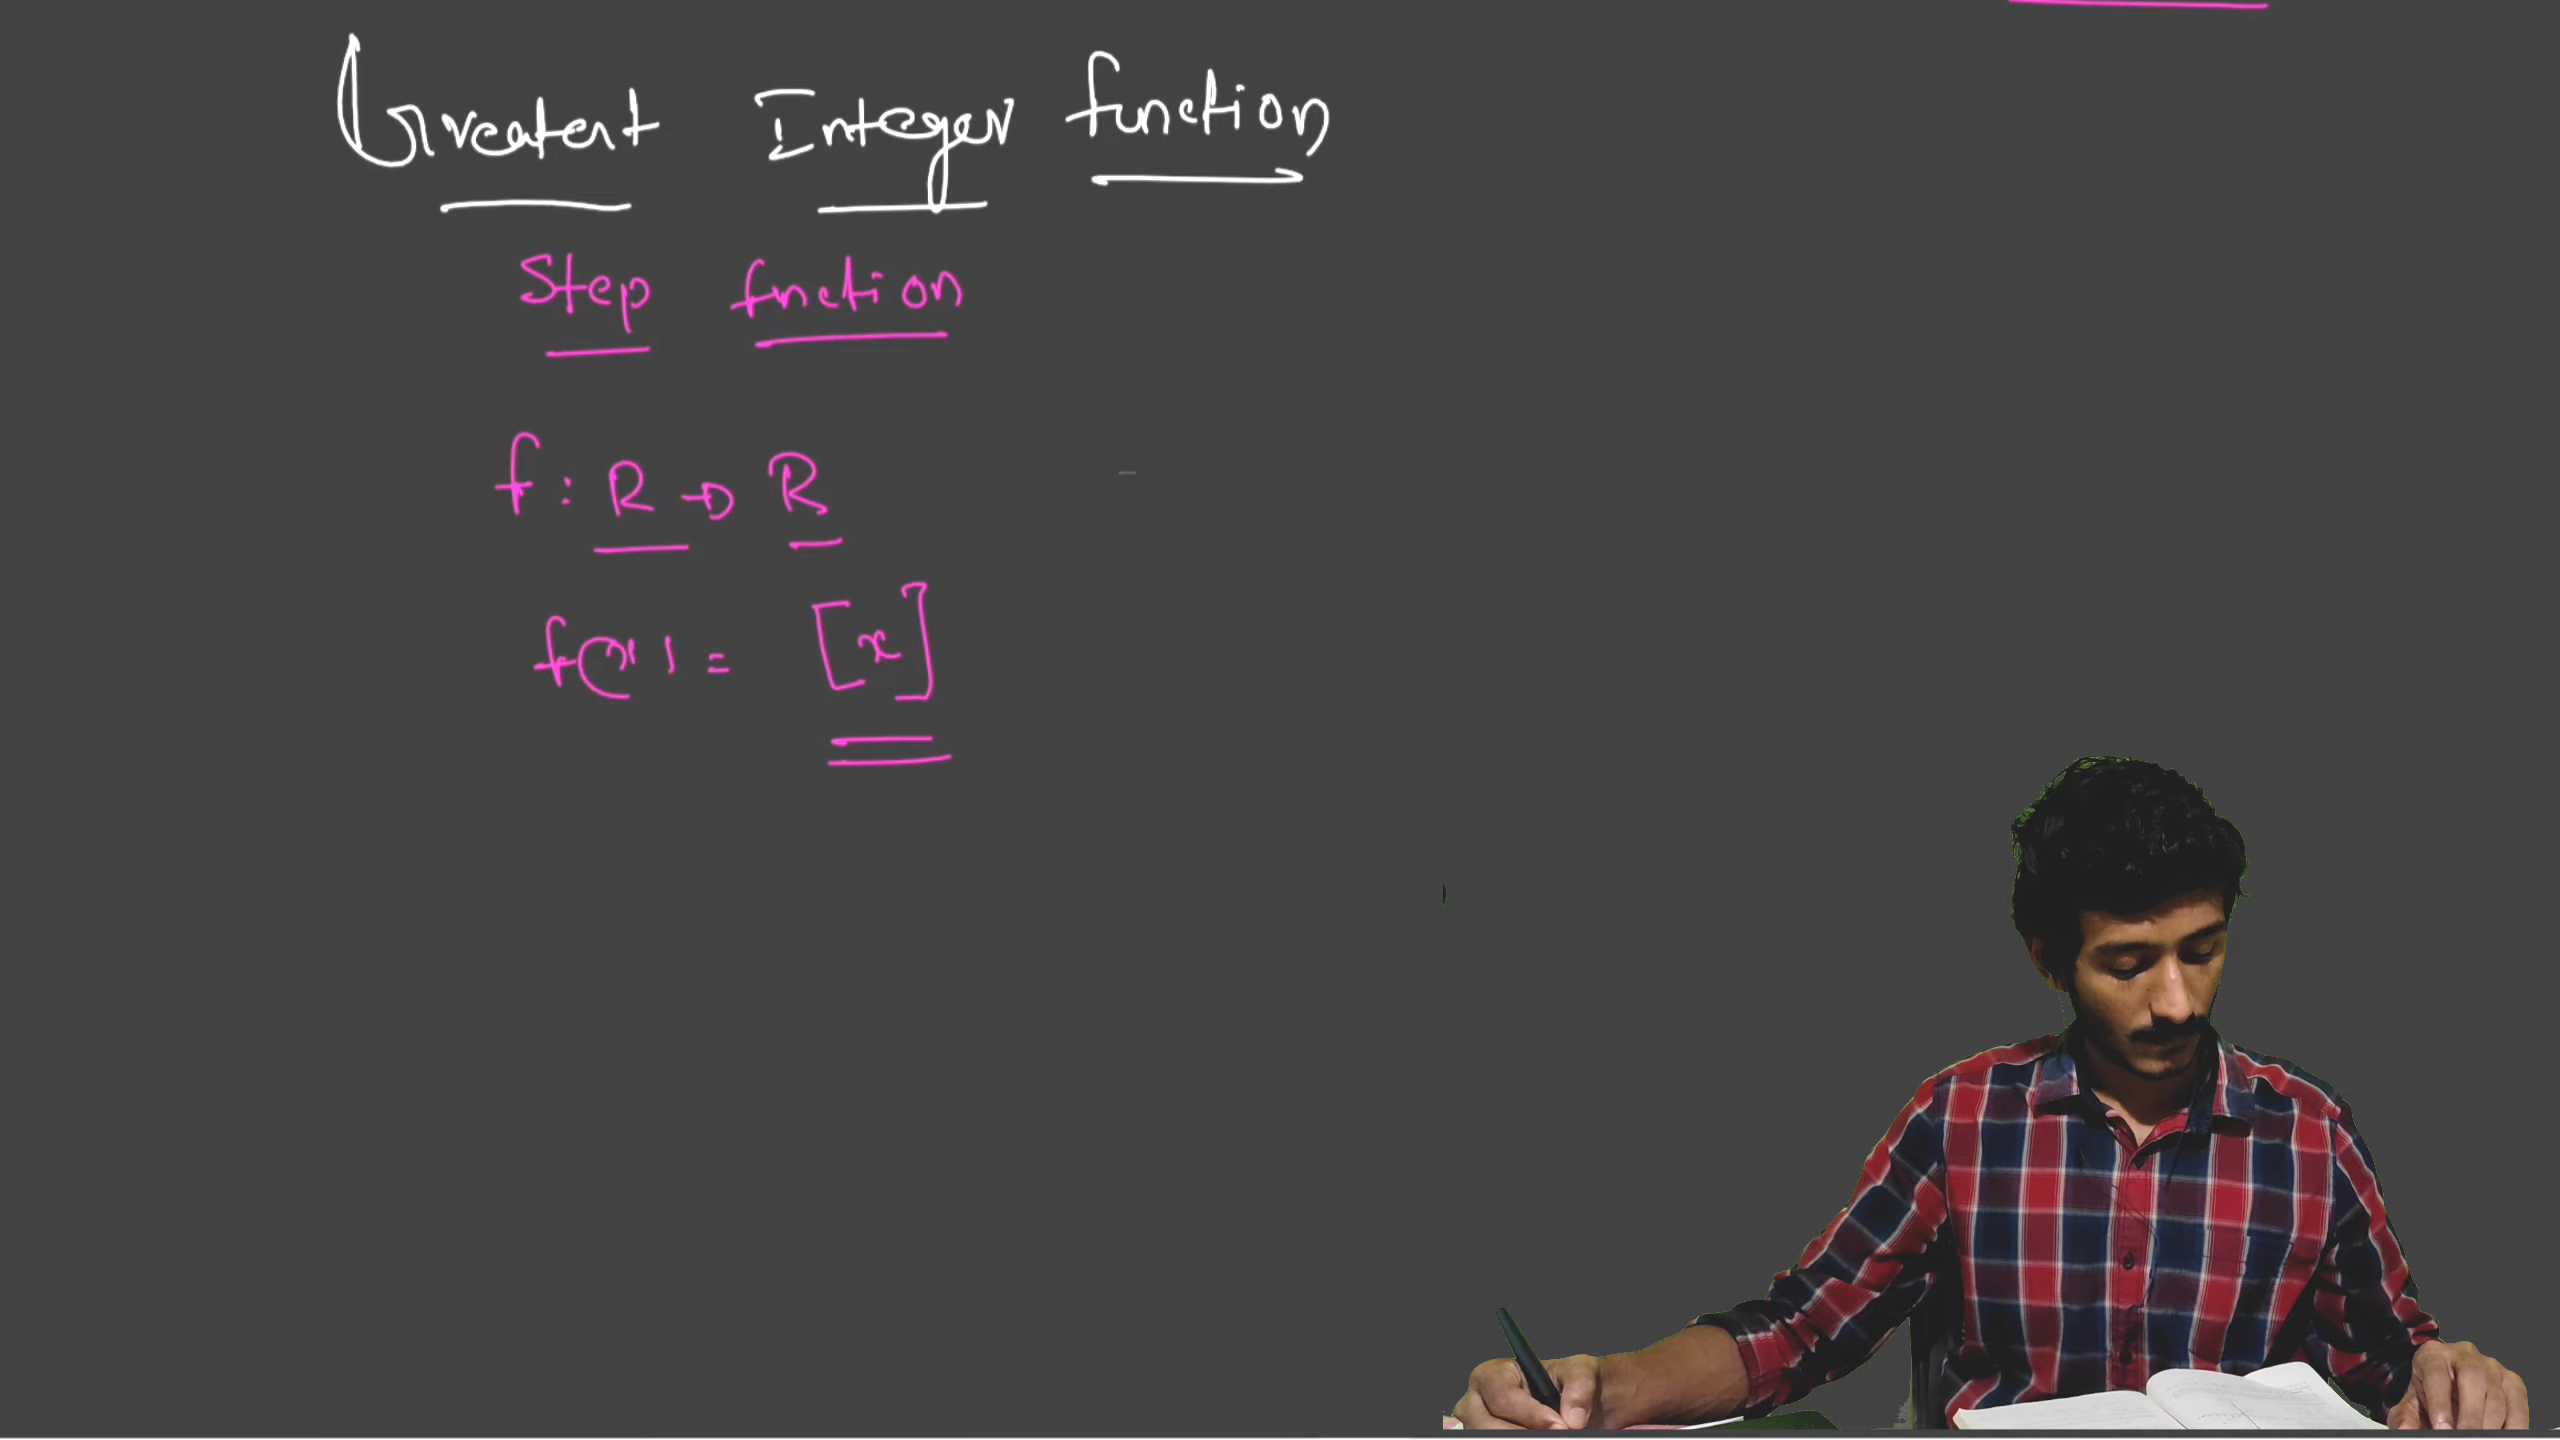 Greatest Integer function
Step function
f: R → R
f(x) = [x]